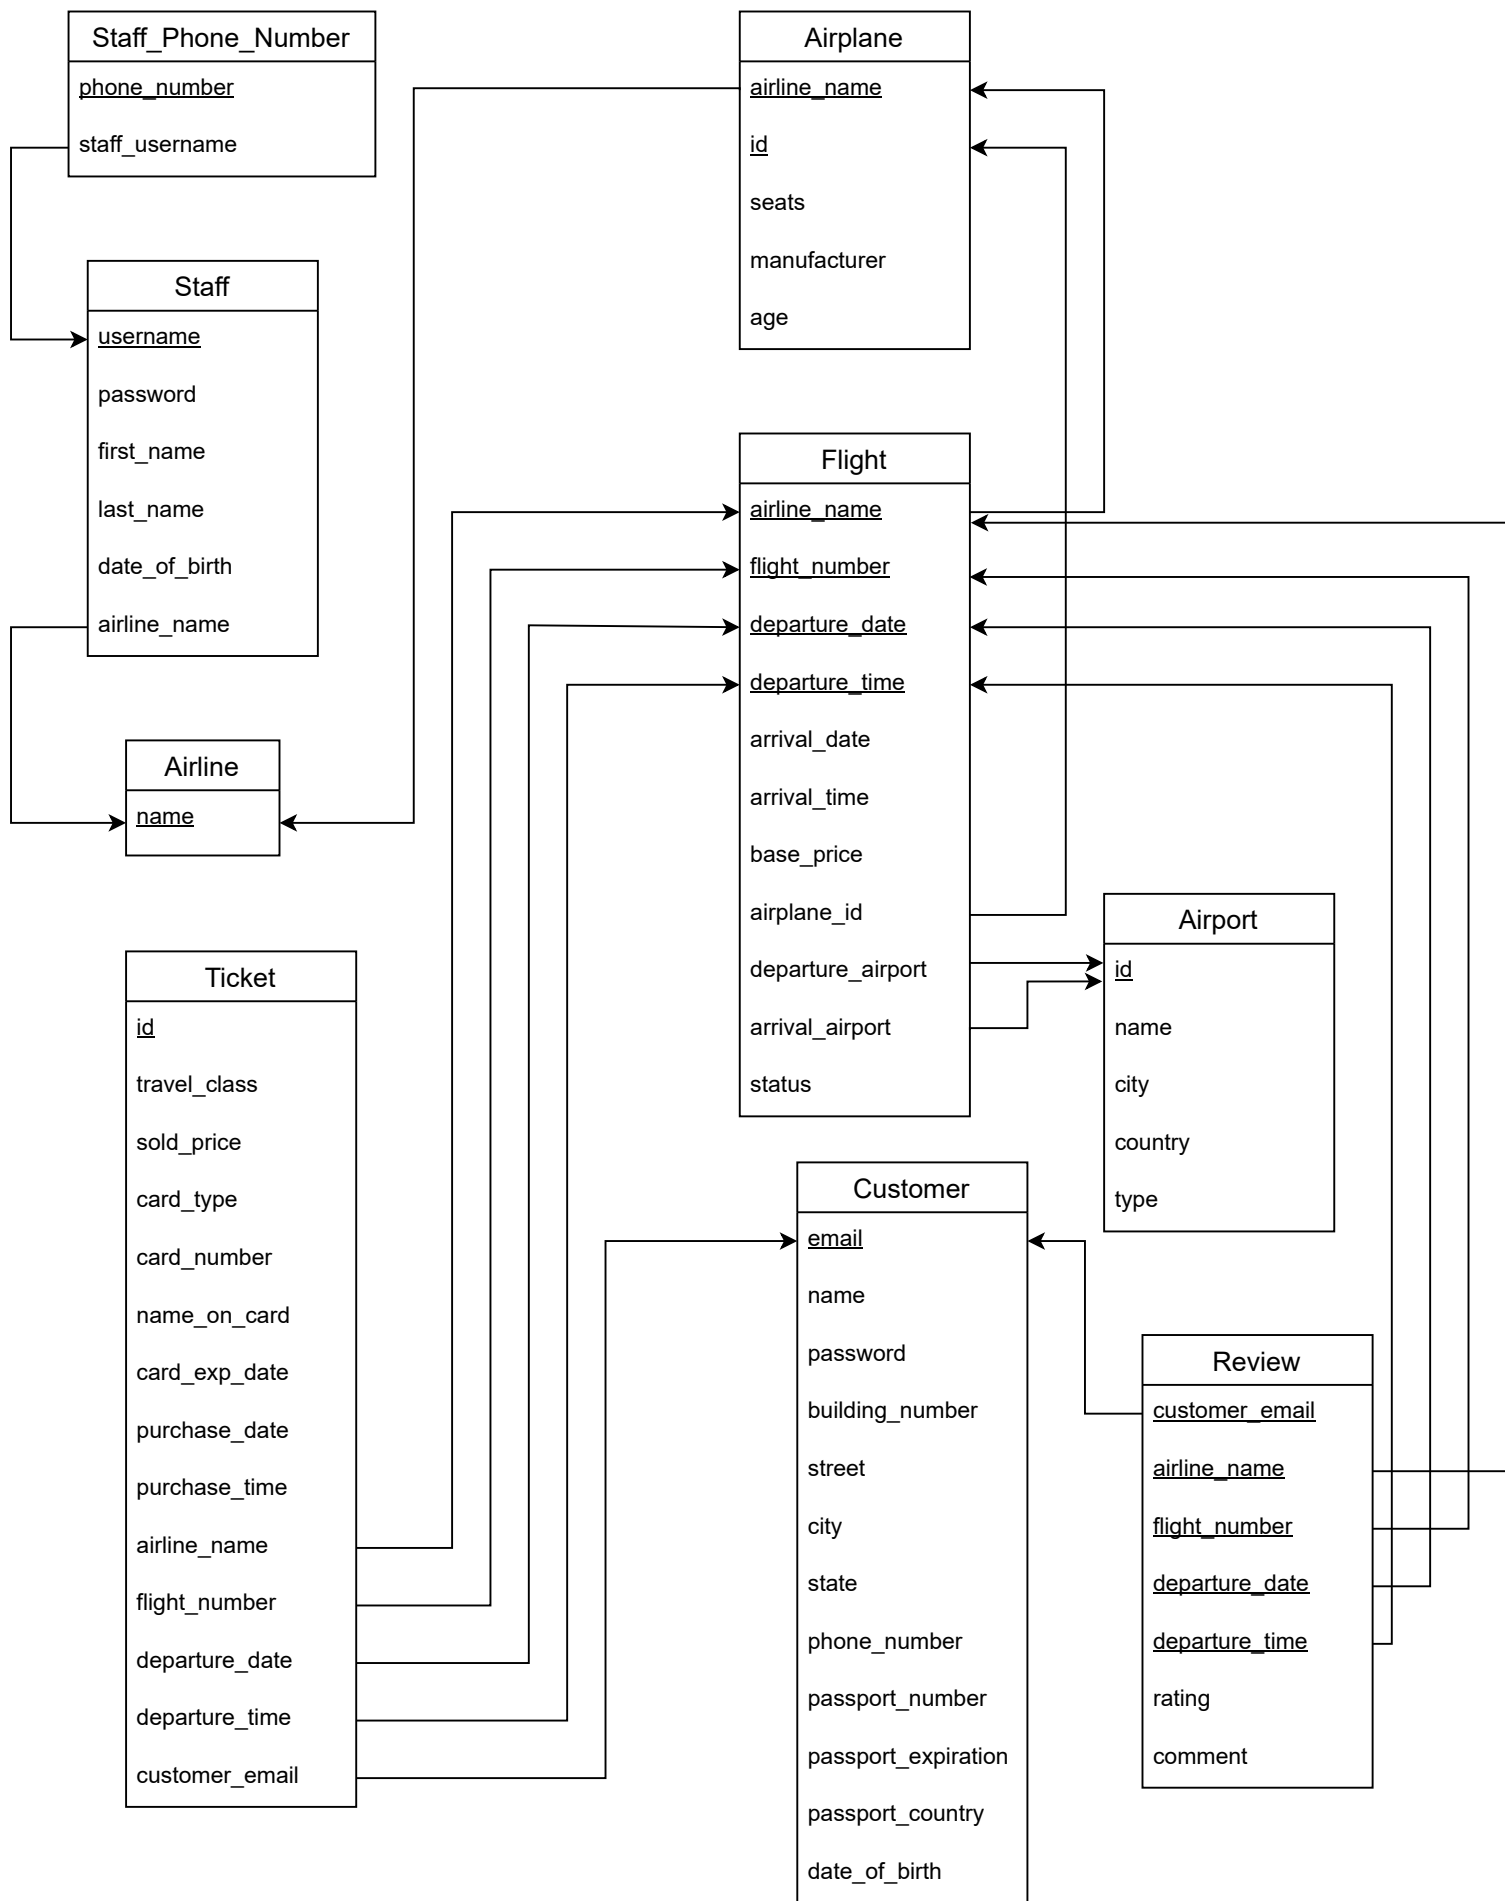 Staff_Phone_Number
phone_number
staff_username
Staff
username
password
first_name
last_name
date_of_birth
airline_name
Airline
name
Ticket
id
travel_class
sold_price
card_type
card_number
name_on_card
card_exp_date
purchase_date
purchase_time
airline_name
flight_number
departure_date
departure_time
customer_email
Airplane
airline_name
id
seats
manufacturer
age
Flight
airline_name
flight_number
departure_date
departure_time
arrival_date
arrival_time
base_price
airplane_id
departure_airport
arrival_airport
status
Customer
email
name
password
building_number
street
city
state
phone_number
passport_number
passport_expiration
passport_country
date_of_birth
Airport
id
name
city
country
type
Review
customer_email
airline_name
flight_number
departure_date
departure_time
rating
comment